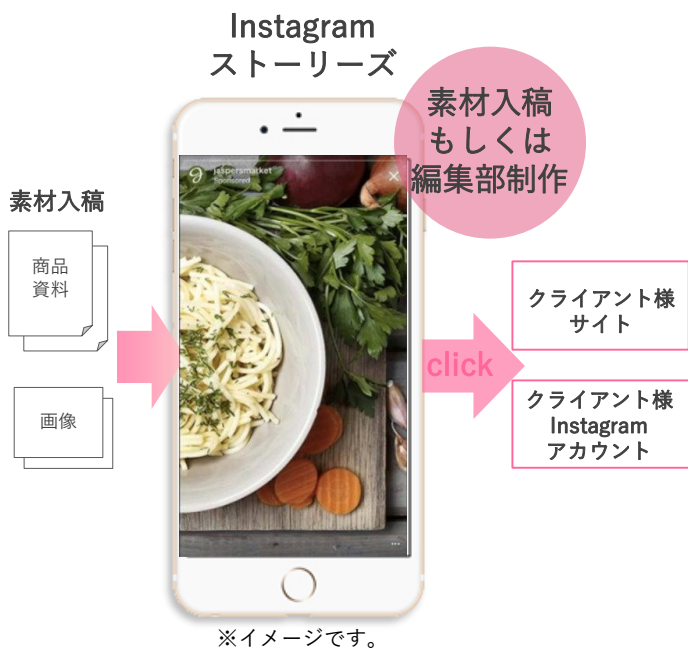 Instagram
ストーリーズ
素材入稿
もしくは
編集部制作
jaspersmarket
Sponsored
素材入稿
商品
資料
画像
click
クライアント様
サイト
クライアント様
Instagram
アカウント
※イメージです。